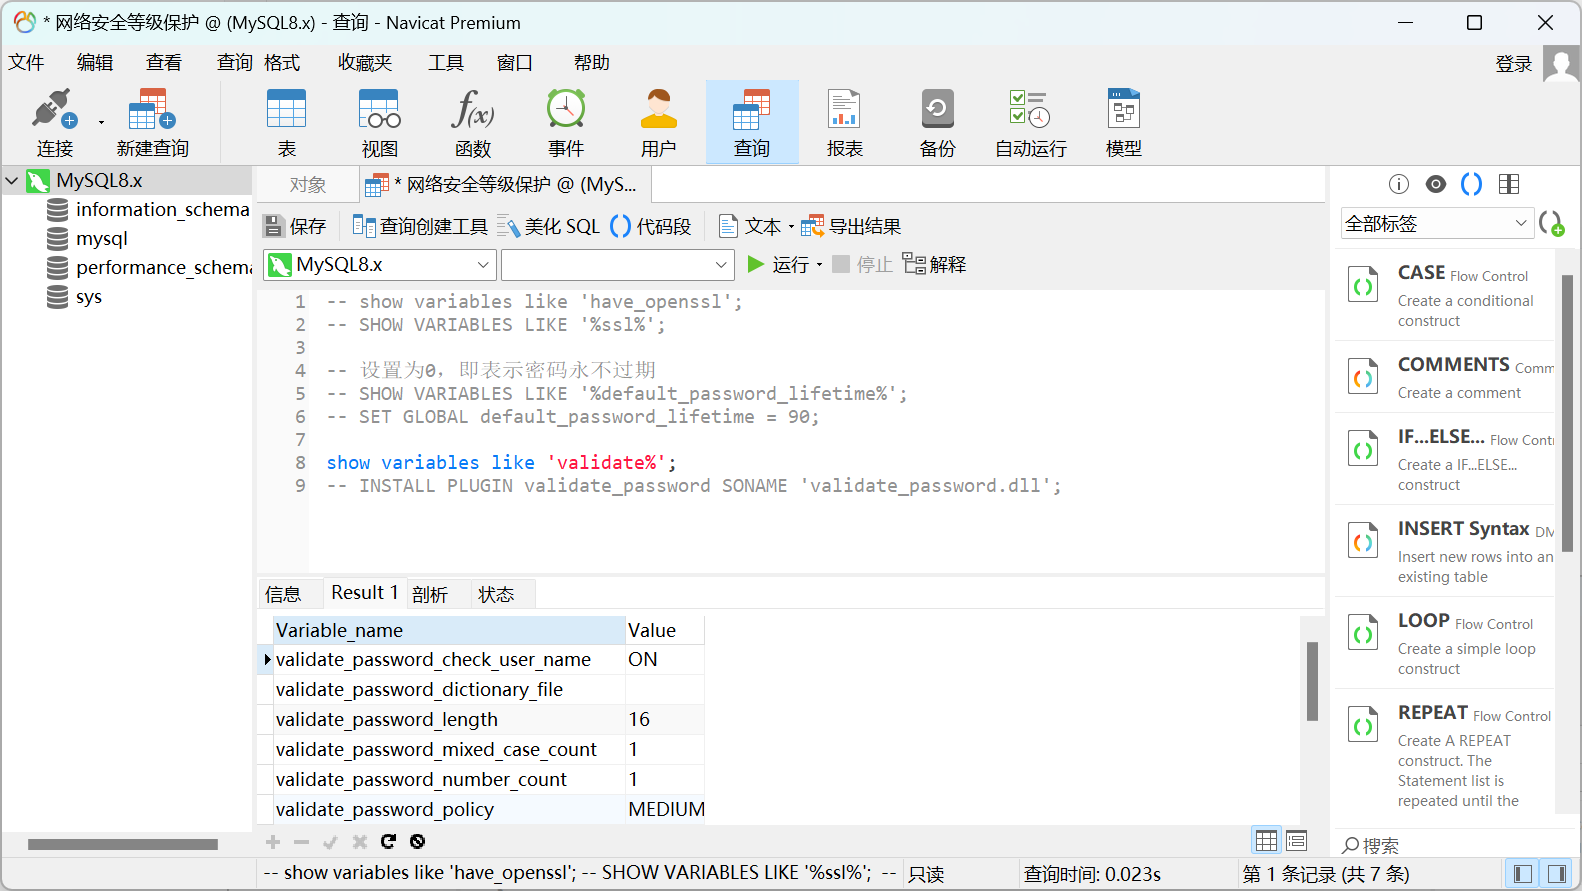 * 网络安全等级保护 @ (MySQL8.x) - 查询 - Navicat Premium
文件 编辑 查看 查询 格式 收藏夹 工具 窗口 帮助 登录
连接 新建查询 表 视图 函数 事件 用户 查询 报表 备份 自动运行 模型
MySQL8.x
information_schema
mysql
performance_schema
sys
对象 * 网络安全等级保护 @ (MyS...
保存 查询创建工具 美化 SQL 代码段 文本 导出结果
MySQL8.x 运行 停止 解释
1 -- show variables like 'have_openssl';
2 -- SHOW VARIABLES LIKE '%ssl%';
3
4 -- 设置为0，即表示密码永不过期
5 -- SHOW VARIABLES LIKE '%default_password_lifetime%';
6 -- SET GLOBAL default_password_lifetime = 90;
7
8 show variables like 'validate%';
9 -- INSTALL PLUGIN validate_password SONAME 'validate_password.dll';
信息 Result 1 剖析 状态
Variable_name Value
validate_password_check_user_name ON
validate_password_dictionary_file
validate_password_length 16
validate_password_mixed_case_count 1
validate_password_number_count 1
validate_password_policy MEDIUM
全部标签
CASE Flow Control
Create a conditional
construct
COMMENTS Comm
Create a comment
IF...ELSE... Flow Cont
Create a IF...ELSE...
construct
INSERT Syntax DM
Insert new rows into an
existing table
LOOP Flow Control
Create a simple loop
construct
REPEAT Flow Control
Create A REPEAT
construct. The
Statement list is
repeated until the
搜索
-- show variables like 'have_openssl'; -- SHOW VARIABLES LIKE '%ssl%'; -- 只读 查询时间: 0.023s 第 1 条记录 (共 7 条)